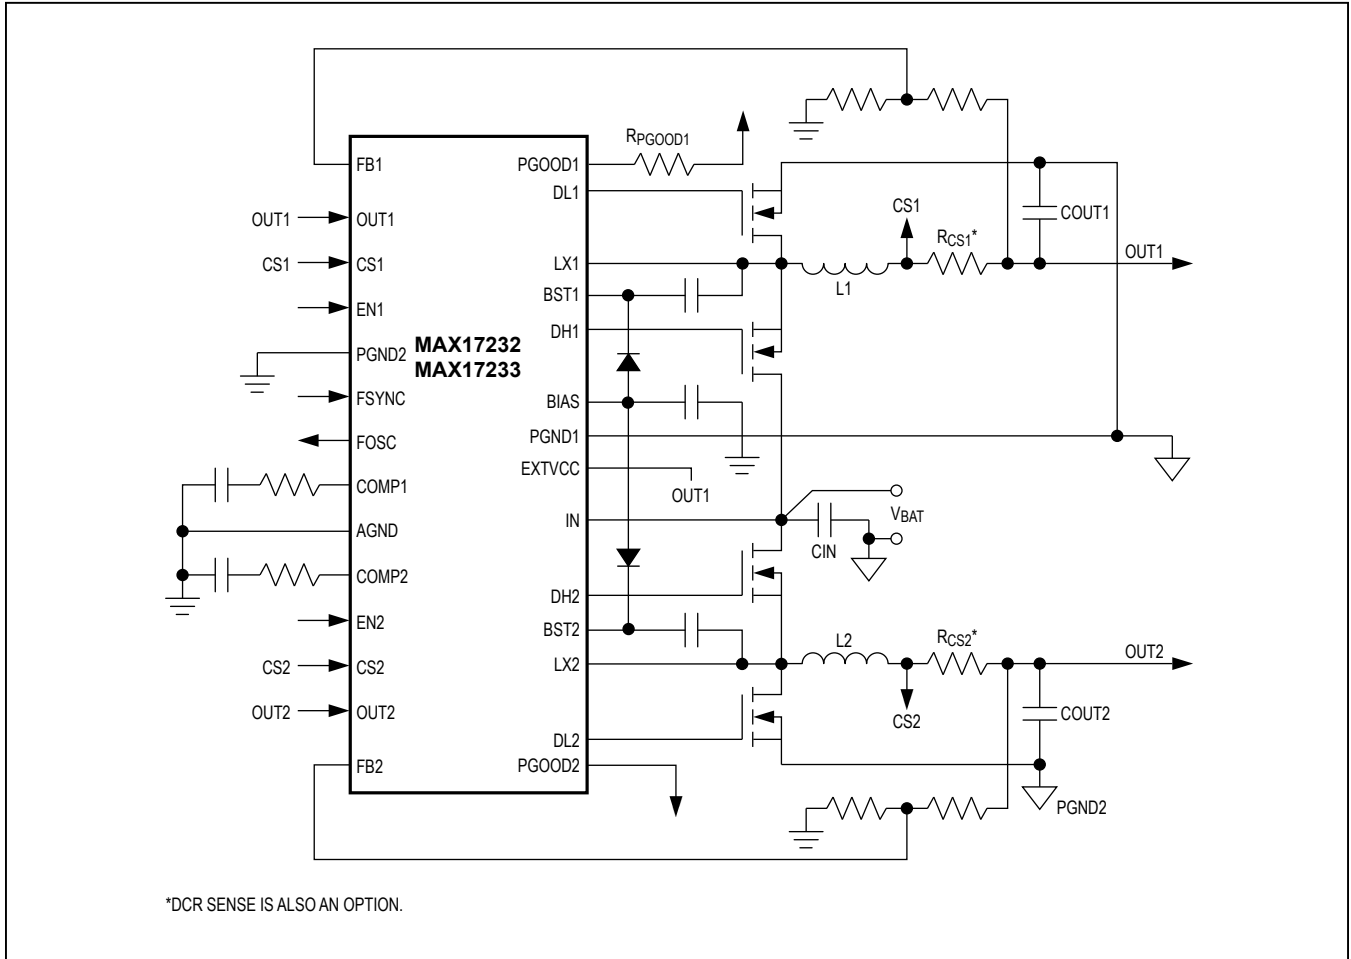 FB1
OUT1
OUT1
CS1
CS1
EN1
PGND2
FSYNC
FOSC
COMP1
AGND
COMP2
EN2
CS2
CS2
OUT2
OUT2
FB2
MAX17232
MAX17233
PGOOD1
DL1
LX1
BST1
DH1
BIAS
PGND1
EXTVCC
IN
DH2
BST2
LX2
DL2
PGOOD2
RPGOOD1
CS1
RCS1*
L1
COUT1
OUT1
OUT1
VBAT
CIN
L2
RCS2*
CS2
OUT2
COUT2
PGND2
*DCR SENSE IS ALSO AN OPTION.